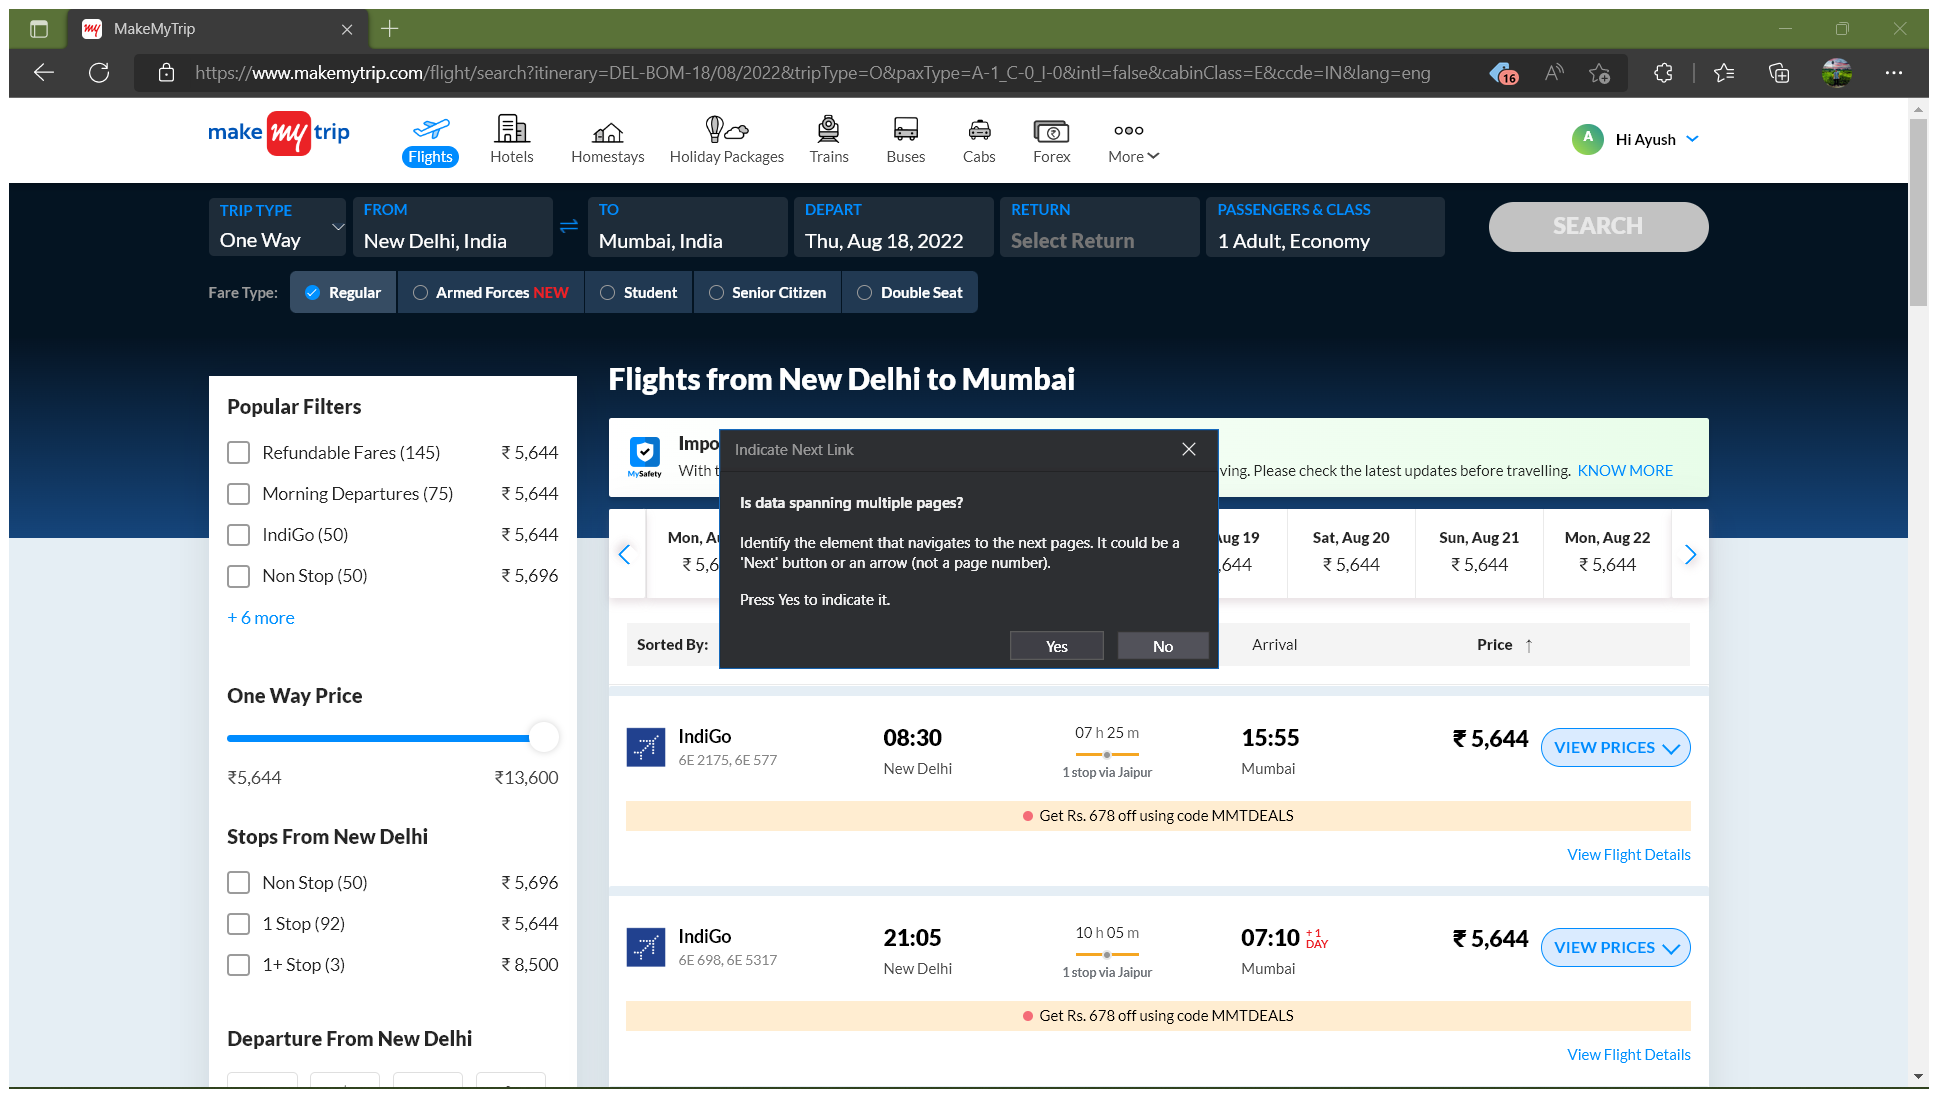 MakeMyTrip
https://www.makemytrip.com/flight/search?itinerary=DEL-BOM-18/08/2022&tripType=O&paxType=A-1_C-0_I-0&intl=false&cabinClass=E&ccde=IN&lang=eng
16
make my trip
Flights
Hotels
Homestays
Holiday Packages
Trains
Buses
Cabs
Forex
More
A
Hi Ayush
TRIP TYPE
One Way
FROM
New Delhi, India
TO
Mumbai, India
DEPART
Thu, Aug 18, 2022
RETURN
Select Return
PASSENGERS & CLASS
1 Adult, Economy
SEARCH
Fare Type:
Regular
Armed Forces NEW
Student
Senior Citizen
Double Seat
Popular Filters
Refundable Fares (145) ₹ 5,644
Morning Departures (75) ₹ 5,644
IndiGo (50) ₹ 5,644
Non Stop (50) ₹ 5,696
+ 6 more
One Way Price
₹5,644 ₹13,600
Stops From New Delhi
Non Stop (50) ₹ 5,696
1 Stop (92) ₹ 5,644
1+ Stop (3) ₹ 8,500
Departure From New Delhi
Flights from New Delhi to Mumbai
MySafety
Impo
With t
ving. Please check the latest updates before travelling. KNOW MORE
Indicate Next Link
Is data spanning multiple pages?
Identify the element that navigates to the next pages. It could be a
'Next' button or an arrow (not a page number).
Press Yes to indicate it.
Yes
No
Mon, A
₹ 5,6
ug 19
,644
Sat, Aug 20
₹ 5,644
Sun, Aug 21
₹ 5,644
Mon, Aug 22
₹ 5,644
Sorted By:
Arrival
Price ↑
IndiGo
6E 2175, 6E 577
08:30
New Delhi
07 h 25 m
1 stop via Jaipur
15:55
Mumbai
₹ 5,644
VIEW PRICES
Get Rs. 678 off using code MMTDEALS
View Flight Details
IndiGo
6E 698, 6E 5317
21:05
New Delhi
10 h 05 m
1 stop via Jaipur
07:10
+ 1
DAY
Mumbai
₹ 5,644
VIEW PRICES
Get Rs. 678 off using code MMTDEALS
View Flight Details